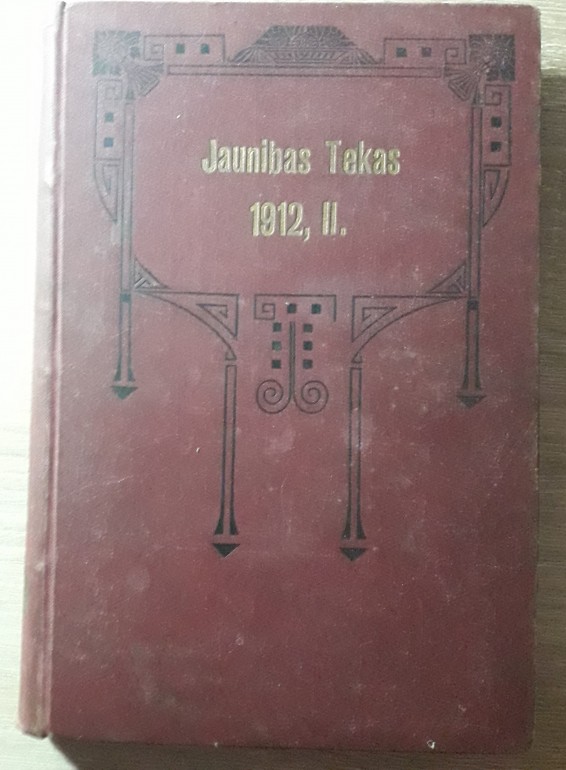 Jaunibas Tekas
1912, II.